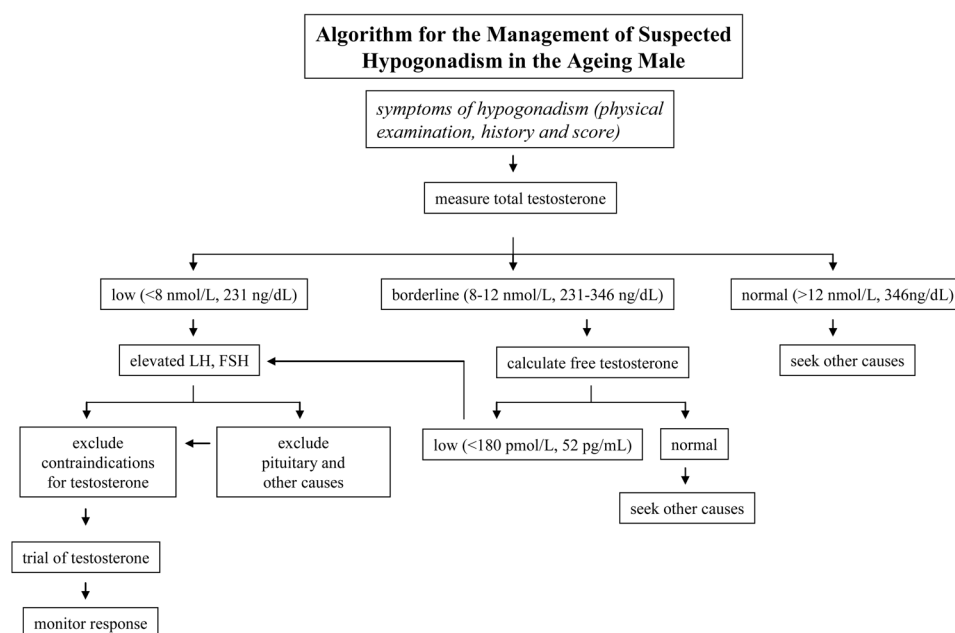 Algorithm for the Management of Suspected
Hypogonadism in the Ageing Male
symptoms of hypogonadism (physical
examination, history and score)
measure total testosterone
low (<8 nmol/L, 231 ng/dL)
borderline (8-12 nmol/L, 231-346 ng/dL)
normal (>12 nmol/L, 346ng/dL)
elevated LH, FSH
calculate free testosterone
seek other causes
exclude
contraindications
for testosterone
exclude
pituitary and
other causes
low (<180 pmol/L, 52 pg/mL)
normal
seek other causes
trial of testosterone
monitor response